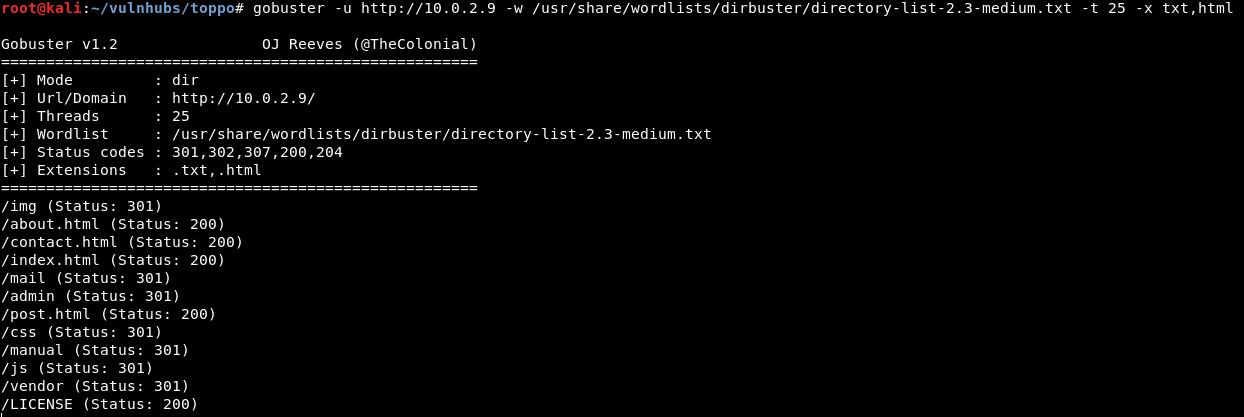 root@kali:~/vulnhubs/toppo# gobuster -u http://10.0.2.9 -w /usr/share/wordlists/dirbuster/directory-list-2.3-medium.txt -t 25 -x txt,html
Gobuster v1.2              OJ Reeves (@TheColonial)
=====================================================
[+] Mode         : dir
[+] Url/Domain   : http://10.0.2.9/
[+] Threads      : 25
[+] Wordlist     : /usr/share/wordlists/dirbuster/directory-list-2.3-medium.txt
[+] Status codes : 301,302,307,200,204
[+] Extensions   : .txt,.html
=====================================================
/img (Status: 301)
/about.html (Status: 200)
/contact.html (Status: 200)
/index.html (Status: 200)
/mail (Status: 301)
/admin (Status: 301)
/post.html (Status: 200)
/css (Status: 301)
/manual (Status: 301)
/js (Status: 301)
/vendor (Status: 301)
/LICENSE (Status: 200)